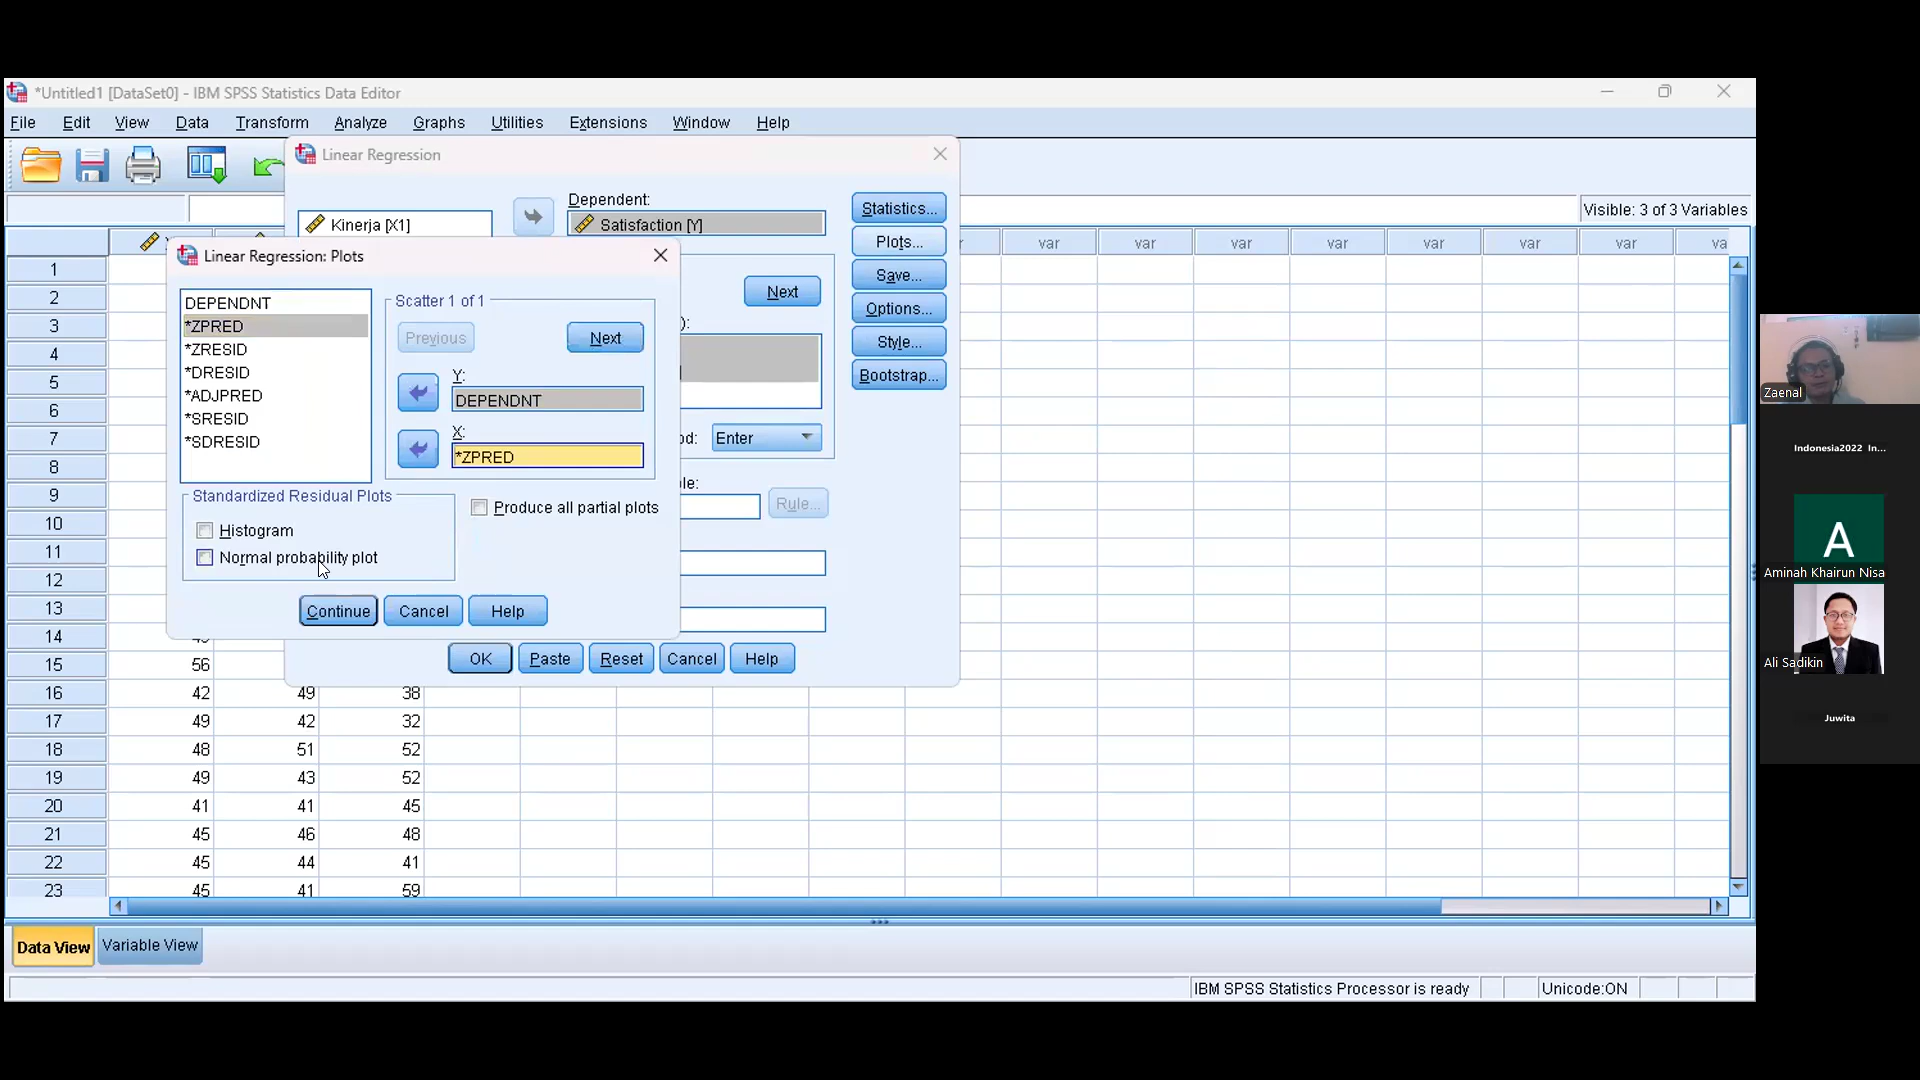 *Untitled1 [DataSet0] - IBM SPSS Statistics Data Editor
File Edit View Data Transform Analyze Graphs Utilities Extensions Window Help
Linear Regression
Visible: 3 of 3 Variables
Kinerja [X1]
Dependent:
Satisfaction [Y]
Statistics...
Plots...
Save...
Options...
Style...
Bootstrap...
Next
Enter
Rule...
OK Paste Reset Cancel Help
Linear Regression: Plots
DEPENDNT
*ZPRED
*ZRESID
*DRESID
*ADJPRED
*SRESID
*SDRESID
Scatter 1 of 1
Previous Next
Y:
DEPENDNT
X:
*ZPRED
Standardized Residual Plots
Histogram
Normal probability plot
Produce all partial plots
Continue Cancel Help
var var var var var var var va
1
2
3
4
5
6
7
8
9
10
11
12
13
14
15 56
16 42 49 38
17 49 42 32
18 48 51 52
19 49 43 52
20 41 41 45
21 45 46 48
22 45 44 41
23 45 41 59
Data View Variable View
IBM SPSS Statistics Processor is ready Unicode:ON
Zaenal
Indonesia2022 In...
A
Aminah Khairun Nisa
Ali Sadikin
Juwita